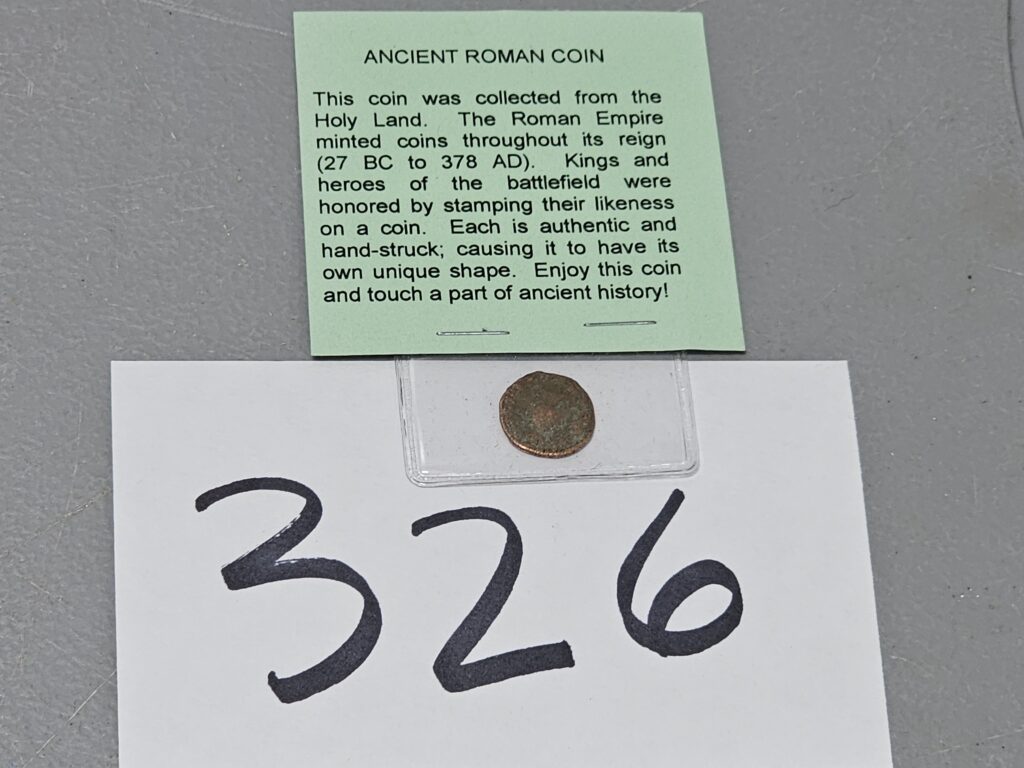 ANCIENT ROMAN COIN
This coin was collected from the
Holy Land. The Roman Empire
minted coins throughout its reign
(27 BC to 378 AD). Kings and
heroes of the battlefield were
honored by stamping their likeness
on a coin. Each is authentic and
hand-struck; causing it to have its
own unique shape. Enjoy this coin
and touch a part of ancient history!
326